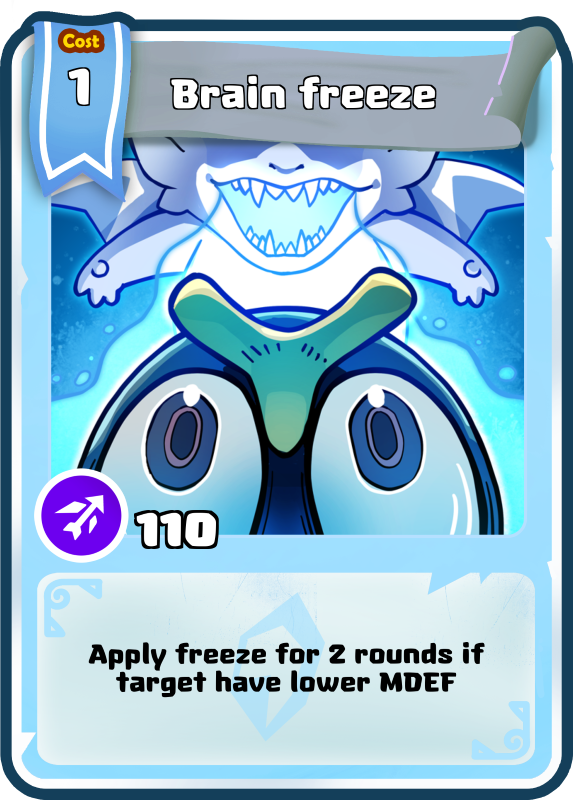 Cost
1
Brain freeze
110
Apply freeze for 2 rounds if
target have lower MDEF